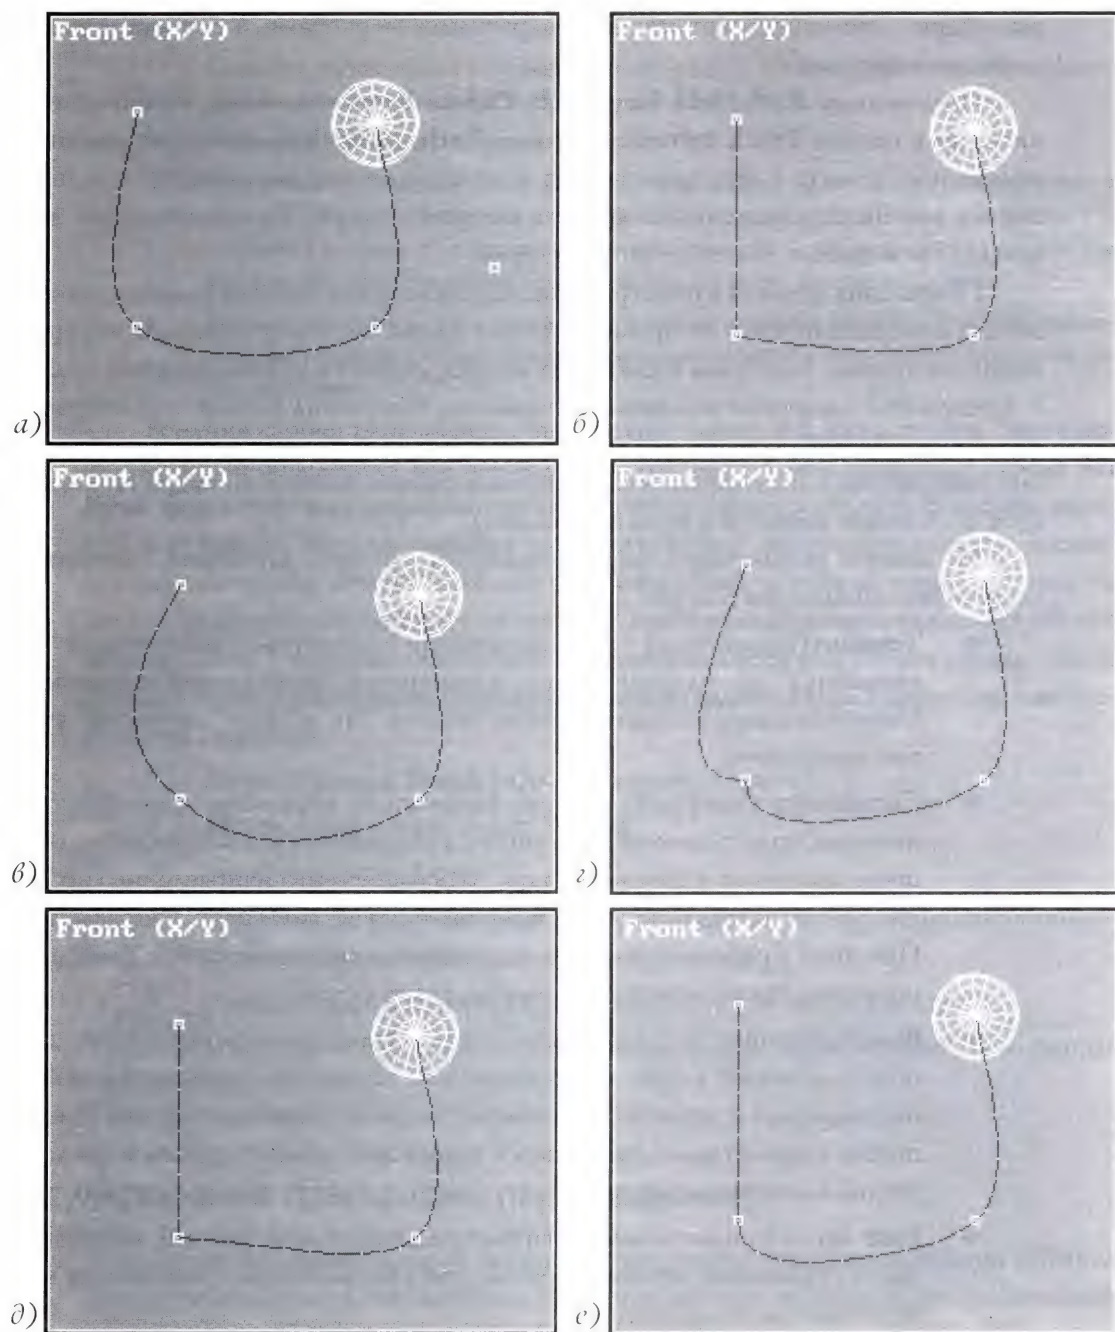 Front (X/Y)
Front (X/Y)
а)
б)
Front (X/Y)
Front (X/Y)
в)
г)
Front (X/Y)
Front (X/Y)
д)
е)